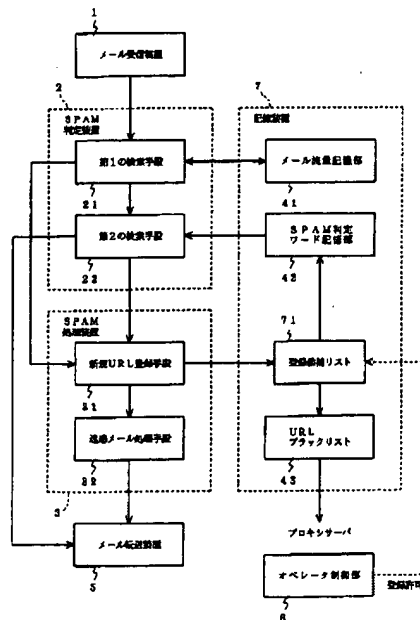 1
メール受信装置
2
SPAM
判定装置
第1の検索手段
21
第2の検索手段
22
7
記憶装置
メール流量記憶部
41
SPAM判定
ワード記憶部
42
SPAM
処理装置
新規URL登録手段
31
迷惑メール処理手段
32
3
71
登録候補リスト
URL
ブラックリスト
43
プロキシサーバ
メール転送装置
5
オペレータ制御部
6
登録許可